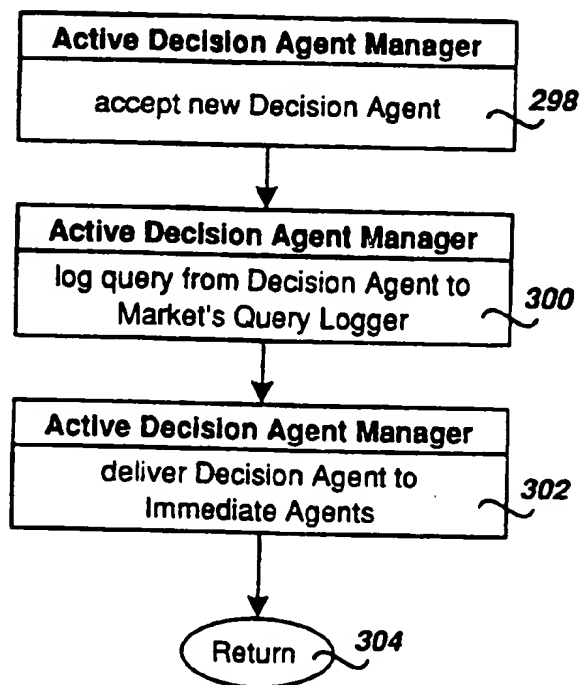 Active Decision Agent Manager
accept new Decision Agent
298
Active Decision Agent Manager
log query from Decision Agent to
Market's Query Logger
300
Active Decision Agent Manager
deliver Decision Agent to
Immediate Agents
302
Return
304